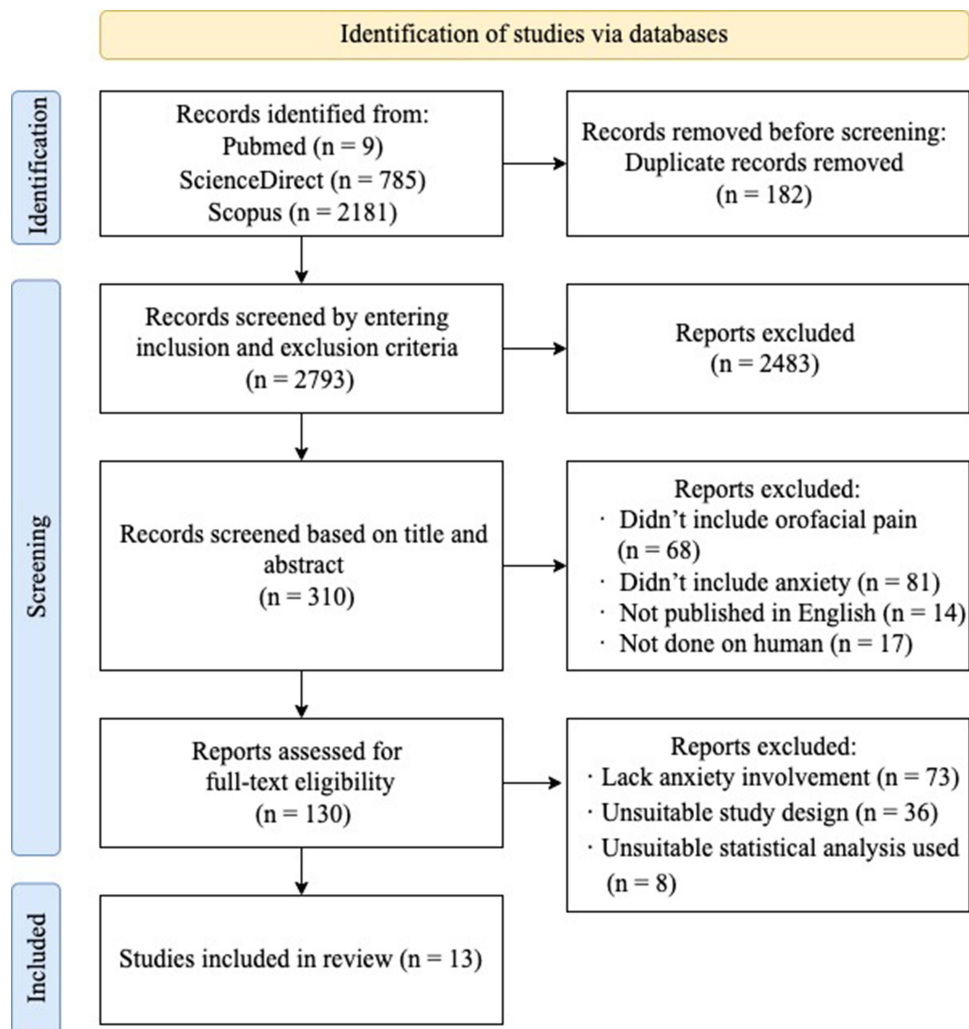 Identification of studies via databases
Identification
Records identified from:
Pubmed (n = 9)
ScienceDirect (n = 785)
Scopus (n = 2181)
Records removed before screening:
Duplicate records removed
(n = 182)
Screening
Records screened by entering
inclusion and exclusion criteria
(n = 2793)
Reports excluded
(n = 2483)
Records screened based on title and
abstract
(n = 310)
Reports excluded:
· Didn't include orofacial pain
(n = 68)
· Didn't include anxiety (n = 81)
· Not published in English (n = 14)
· Not done on human (n = 17)
Reports assessed for
full-text eligibility
(n = 130)
Reports excluded:
· Lack anxiety involvement (n = 73)
· Unsuitable study design (n = 36)
· Unsuitable statistical analysis used
(n = 8)
Included
Studies included in review (n = 13)